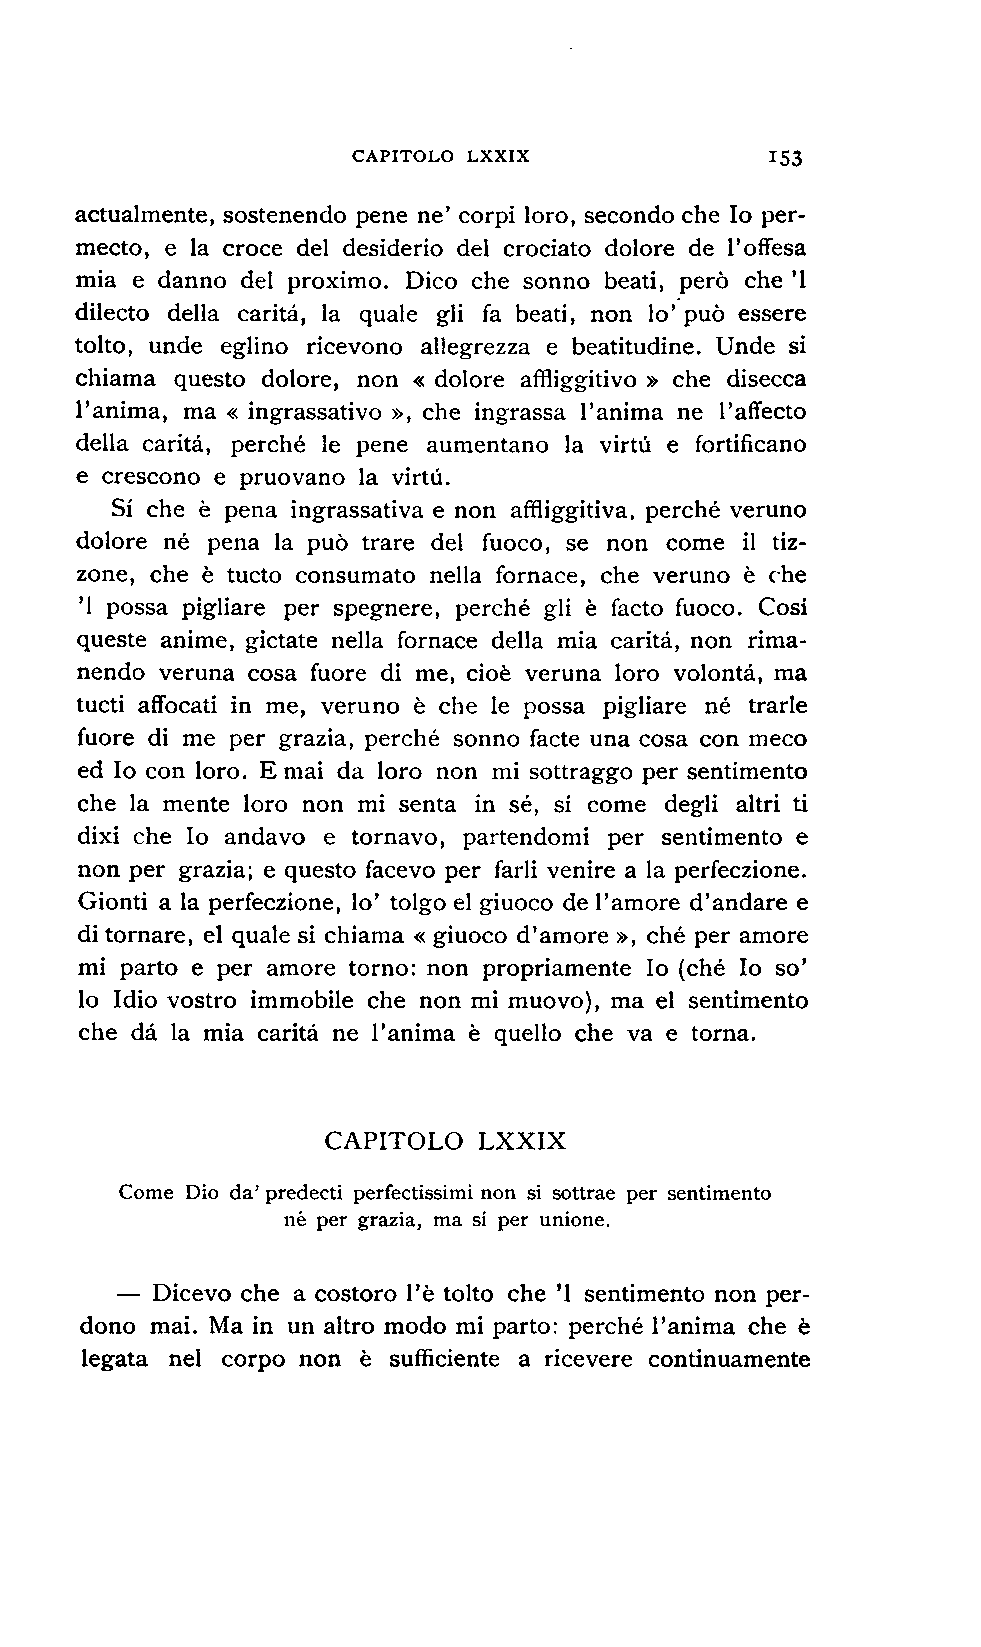 CAPITOLO LXXIX 153
actualmente, sostenendo pene ne' corpi loro, secondo che Io per-
mecto, e la croce del desiderio del crociato dolore de l'offesa
mia e danno del proximo. Dico che sonno beati, però che 'l
dilecto della caritá, la quale gli fa beati, non lo' può essere
tolto, unde eglino ricevono allegrezza e beatitudine. Unde si
chiama questo dolore, non « dolore affliggitivo » che disecca
l'anima, ma « ingrassativo », che ingrassa l'anima ne l'affecto
della caritá, perché le pene aumentano la virtú e fortificano
e crescono e pruovano la virtú.
Sí che è pena ingrassativa e non affliggitiva, perché veruno
dolore né pena la può trare del fuoco, se non come il tiz-
zone, che è tucto consumato nella fornace, che veruno è che
'l possa pigliare per spegnere, perché gli è facto fuoco. Cosí
queste anime, gictate nella fornace della mia caritá, non rima-
nendo veruna cosa fuore di me, cioè veruna loro volontá, ma
tucti affocati in me, veruno è che le possa pigliare né trarle
fuore di me per grazia, perché sonno facte una cosa con meco
ed Io con loro. E mai da loro non mi sottraggo per sentimento
che la mente loro non mi senta in sé, sí come degli altri ti
dixi che Io andavo e tornavo, partendomi per sentimento e
non per grazia; e questo facevo per farli venire a la perfeczione.
Gionti a la perfeczione, lo' tolgo el giuoco de l'amore d'andare e
di tornare, el quale si chiama « giuoco d'amore », ché per amore
mi parto e per amore torno: non propriamente Io (ché Io so'
lo Idio vostro immobile che non mi muovo), ma el sentimento
che dá la mia caritá ne l'anima è quello che va e torna.
CAPITOLO LXXIX
Come Dio da' predecti perfectissimi non si sottrae per sentimento
né per grazia, ma sí per unione.
— Dicevo che a costoro l'è tolto che 'l sentimento non per-
dono mai. Ma in un altro modo mi parto: perché l'anima che è
legata nel corpo non è sufficiente a ricevere continuamente